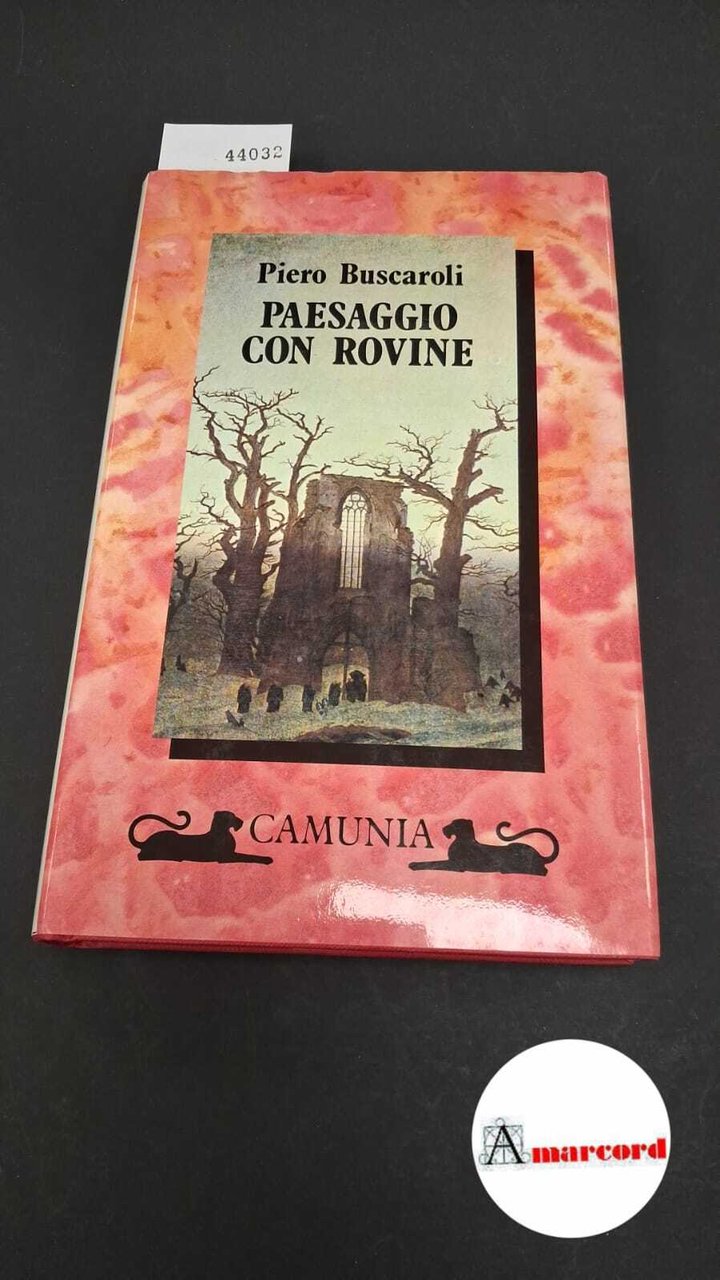 44032
Piero Buscaroli
PAESAGGIO
CON ROVINE
CAMUNIA
Amarcord